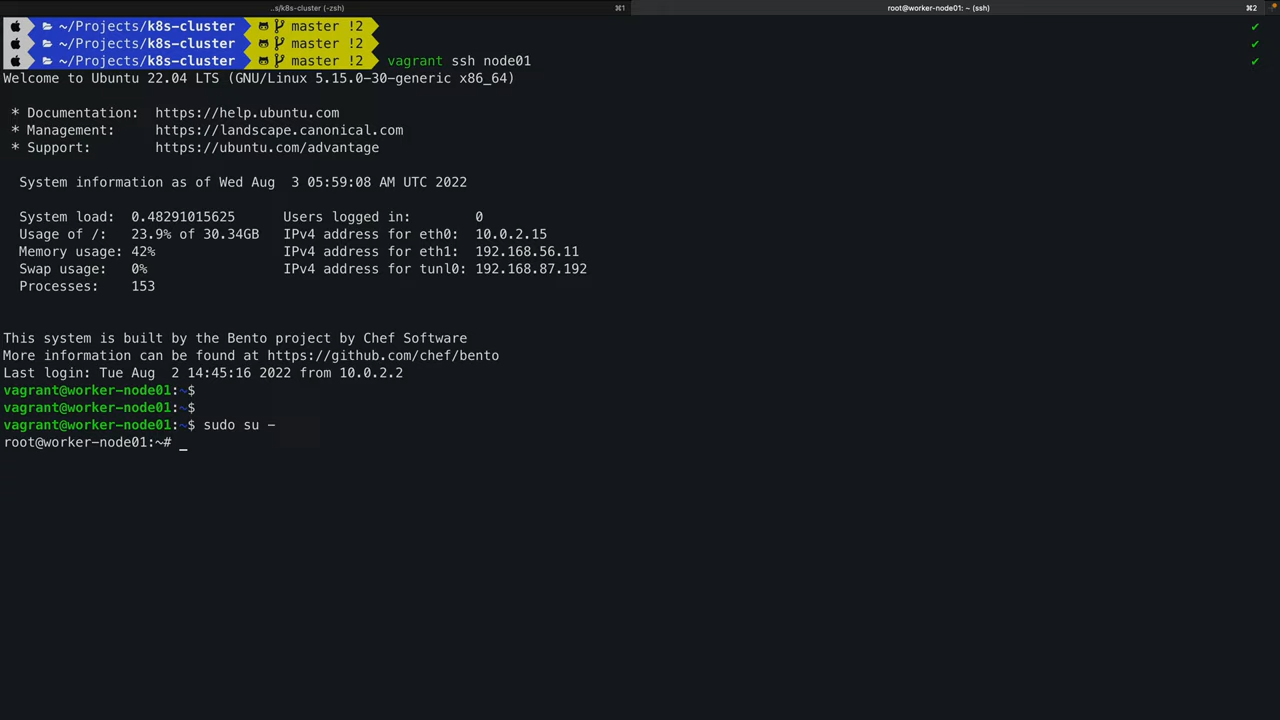 ..s/k8s-cluster (-zsh) ⌘1 root@worker-node01: ~ (ssh) ⌘2
~/Projects/k8s-cluster master !2 ✔
~/Projects/k8s-cluster master !2 ✔
~/Projects/k8s-cluster master !2 vagrant ssh node01 ✔
Welcome to Ubuntu 22.04 LTS (GNU/Linux 5.15.0-30-generic x86_64)
* Documentation: https://help.ubuntu.com
* Management: https://landscape.canonical.com
* Support: https://ubuntu.com/advantage
System information as of Wed Aug 3 05:59:08 AM UTC 2022
System load: 0.48291015625 Users logged in: 0
Usage of /: 23.9% of 30.34GB IPv4 address for eth0: 10.0.2.15
Memory usage: 42% IPv4 address for eth1: 192.168.56.11
Swap usage: 0% IPv4 address for tunl0: 192.168.87.192
Processes: 153
This system is built by the Bento project by Chef Software
More information can be found at https://github.com/chef/bento
Last login: Tue Aug 2 14:45:16 2022 from 10.0.2.2
vagrant@worker-node01:~$
vagrant@worker-node01:~$
vagrant@worker-node01:~$ sudo su -
root@worker-node01:~# _